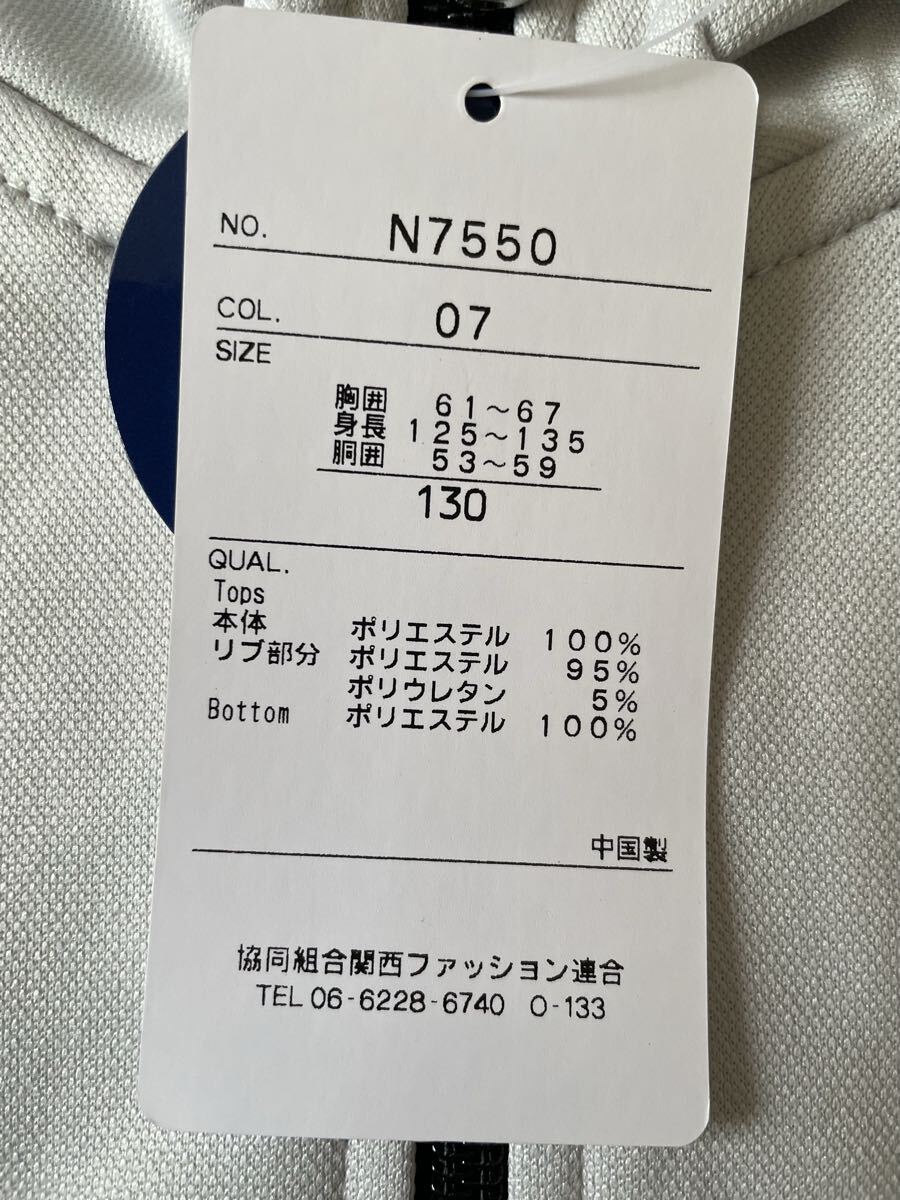 NO. N7550
COL. 07
SIZE
胸囲 61～67
身長 125～135
胴囲 53～59
130
QUAL.
Tops
本体 ポリエステル 100%
リブ部分 ポリエステル 95%
ポリウレタン 5%
Bottom ポリエステル 100%
中国製
協同組合関西ファッション連合
TEL 06-6228-6740 O-133